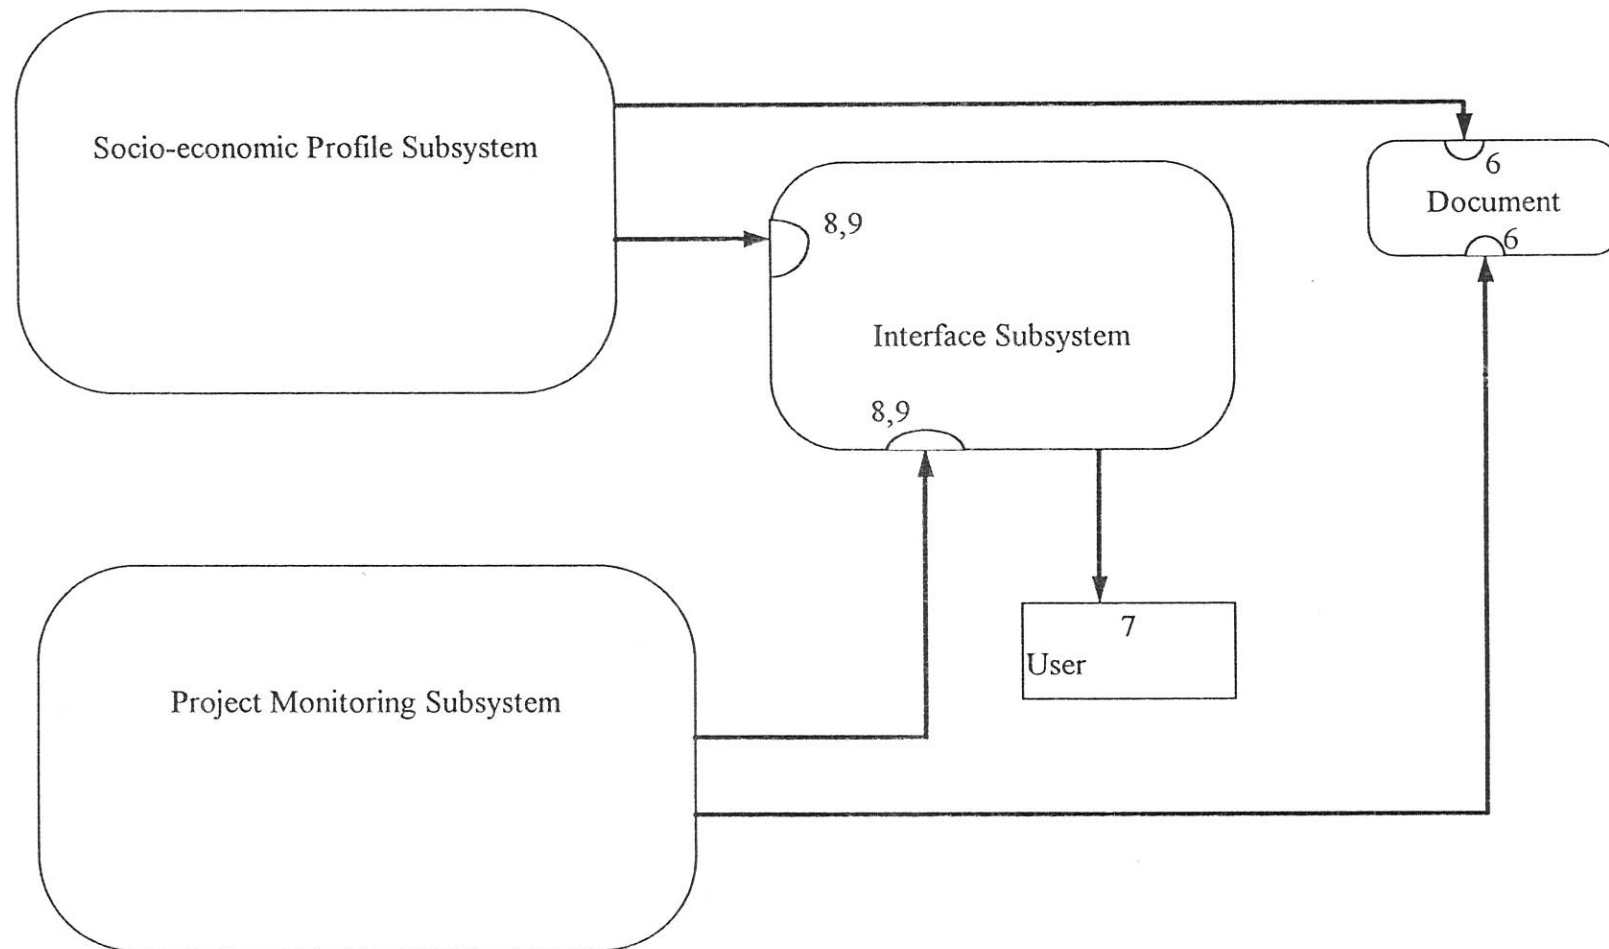 Socio-economic Profile Subsystem
6
Document
6
8,9
Interface Subsystem
8,9
7
User
Project Monitoring Subsystem